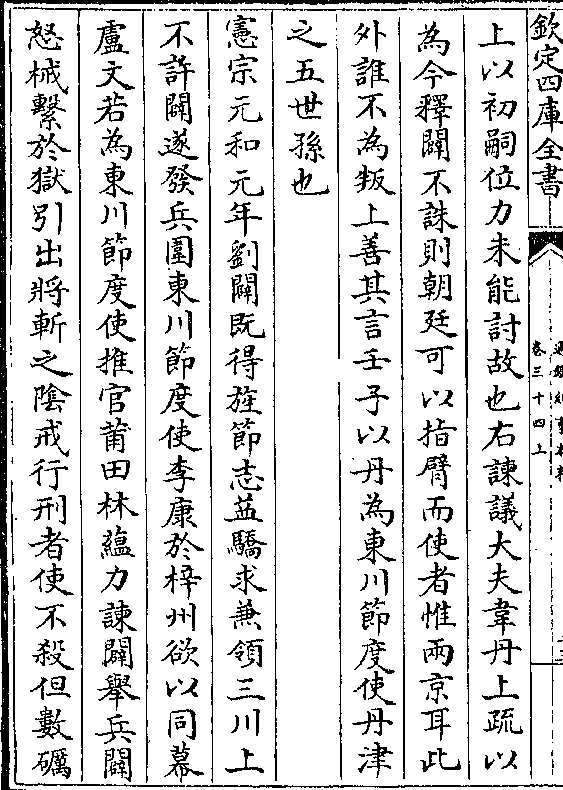 欽定四庫全書
卷三十四上
上以初嗣位力未能討故也右諫議大夫韋丹上疏以
為今釋闢不誅則朝廷可以指臂而使者惟兩京耳此
外誰不為叛上善其言壬子以丹為東川節度使丹津
之五世孫也
憲宗元和元年劉闢既得旌節志益驕求兼領三川上
不許闢遂發兵圍東川節度使李康於梓州欲以同幕
盧文若為東川節度使推官莆田林蘊力諫闢舉兵闢
怒械繫於獄引出將斬之陰戒行刑者使不殺但數礪